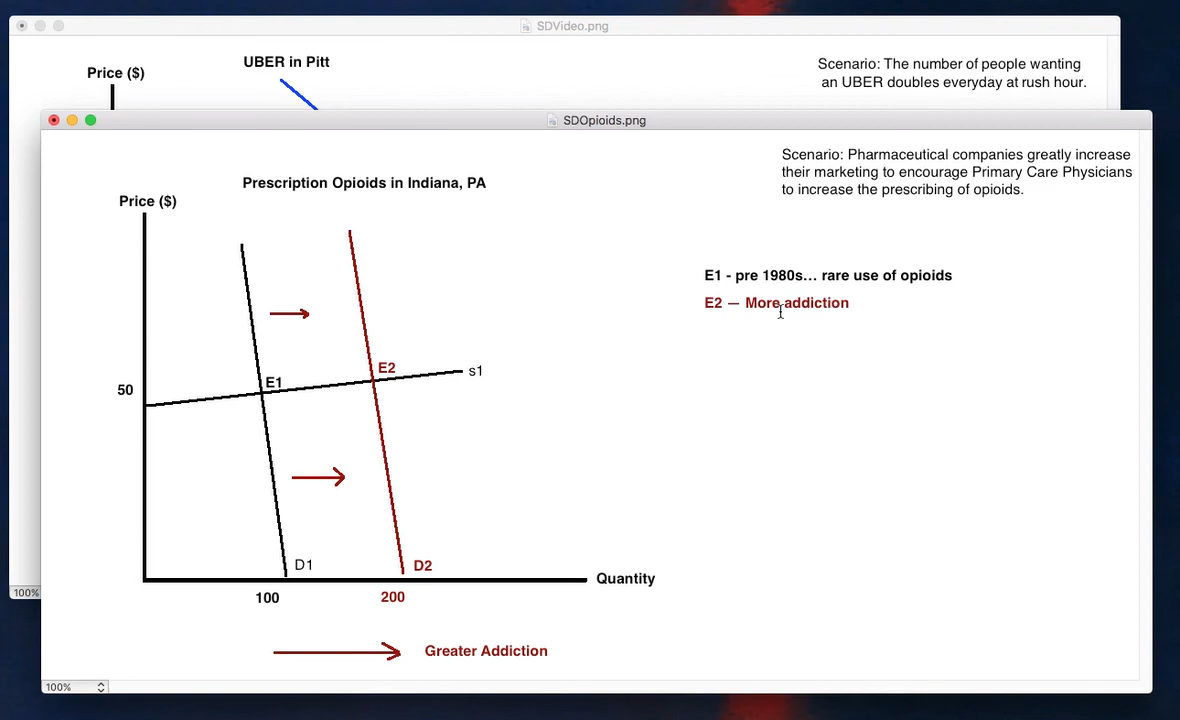 SDVideo.png
UBER in Pitt
Price ($)
Scenario: The number of people wanting
an UBER doubles everyday at rush hour.
SDOpioids.png
Scenario: Pharmaceutical companies greatly increase
their marketing to encourage Primary Care Physicians
to increase the prescribing of opioids.
Prescription Opioids in Indiana, PA
Price ($)
E1 - pre 1980s... rare use of opioids
E2 — More addiction
E1
E2
s1
50
D1
D2
Quantity
100
200
Greater Addiction
100%
100%